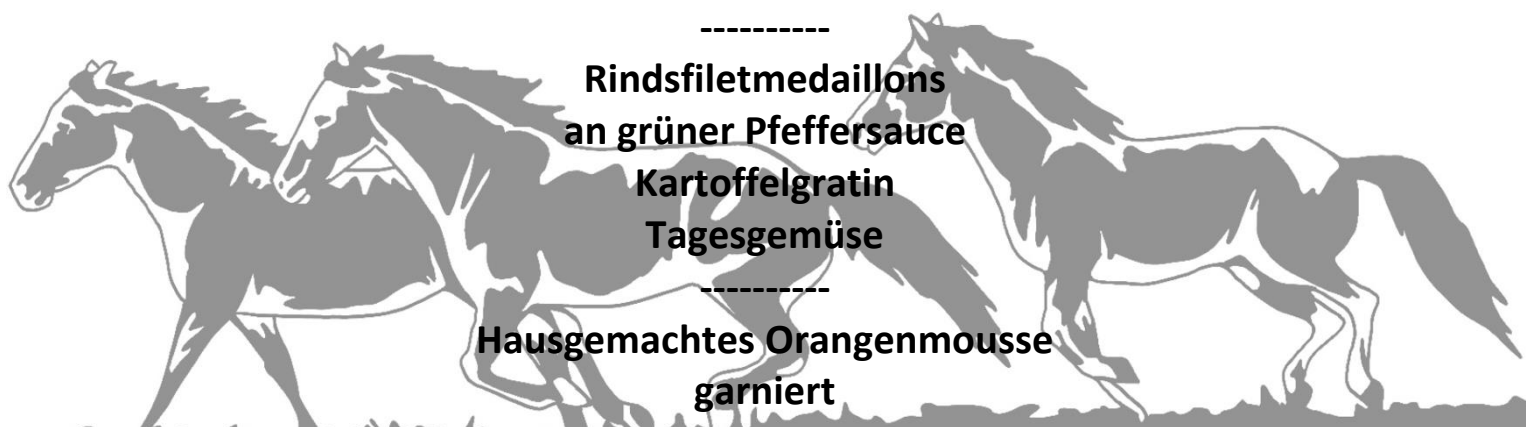 ----------
Rindsfiletmedaillons
an grüner Pfeffersauce
Kartoffelgratin
Tagesgemüse
----------
Hausgemachtes Orangenmousse
garniert